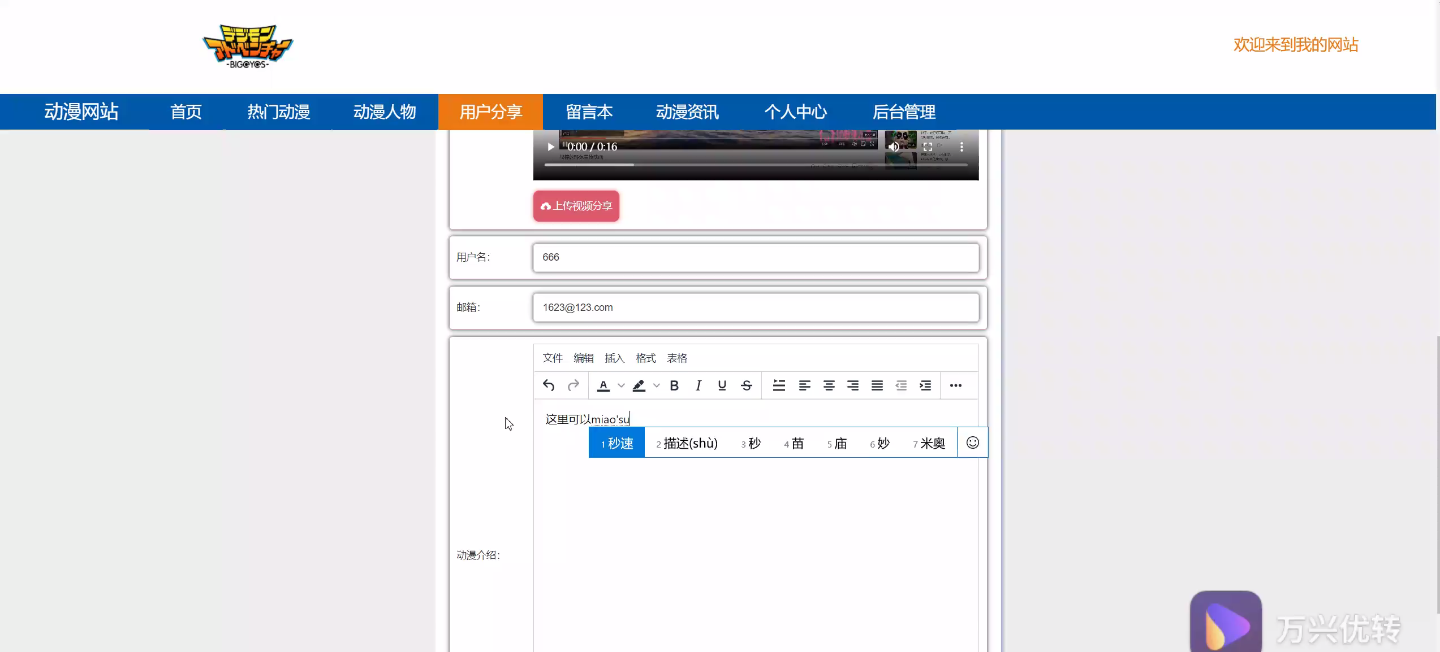 デジモン
アドベンチャー
-BIG@Y@S-
欢迎来到我的网站
动漫网站 首页 热门动漫 动漫人物 用户分享 留言本 动漫资讯 个人中心 后台管理
0:00 / 0:16
上传视频分享
用户名： 666
邮箱： 1623@123.com
文件 编辑 插入 格式 表格
A B I U S
这里可以miao'su
1 秒速 2 描述(shù) 3 秒 4 苗 5 庙 6 妙 7 米奥
动漫介绍：
万兴优转